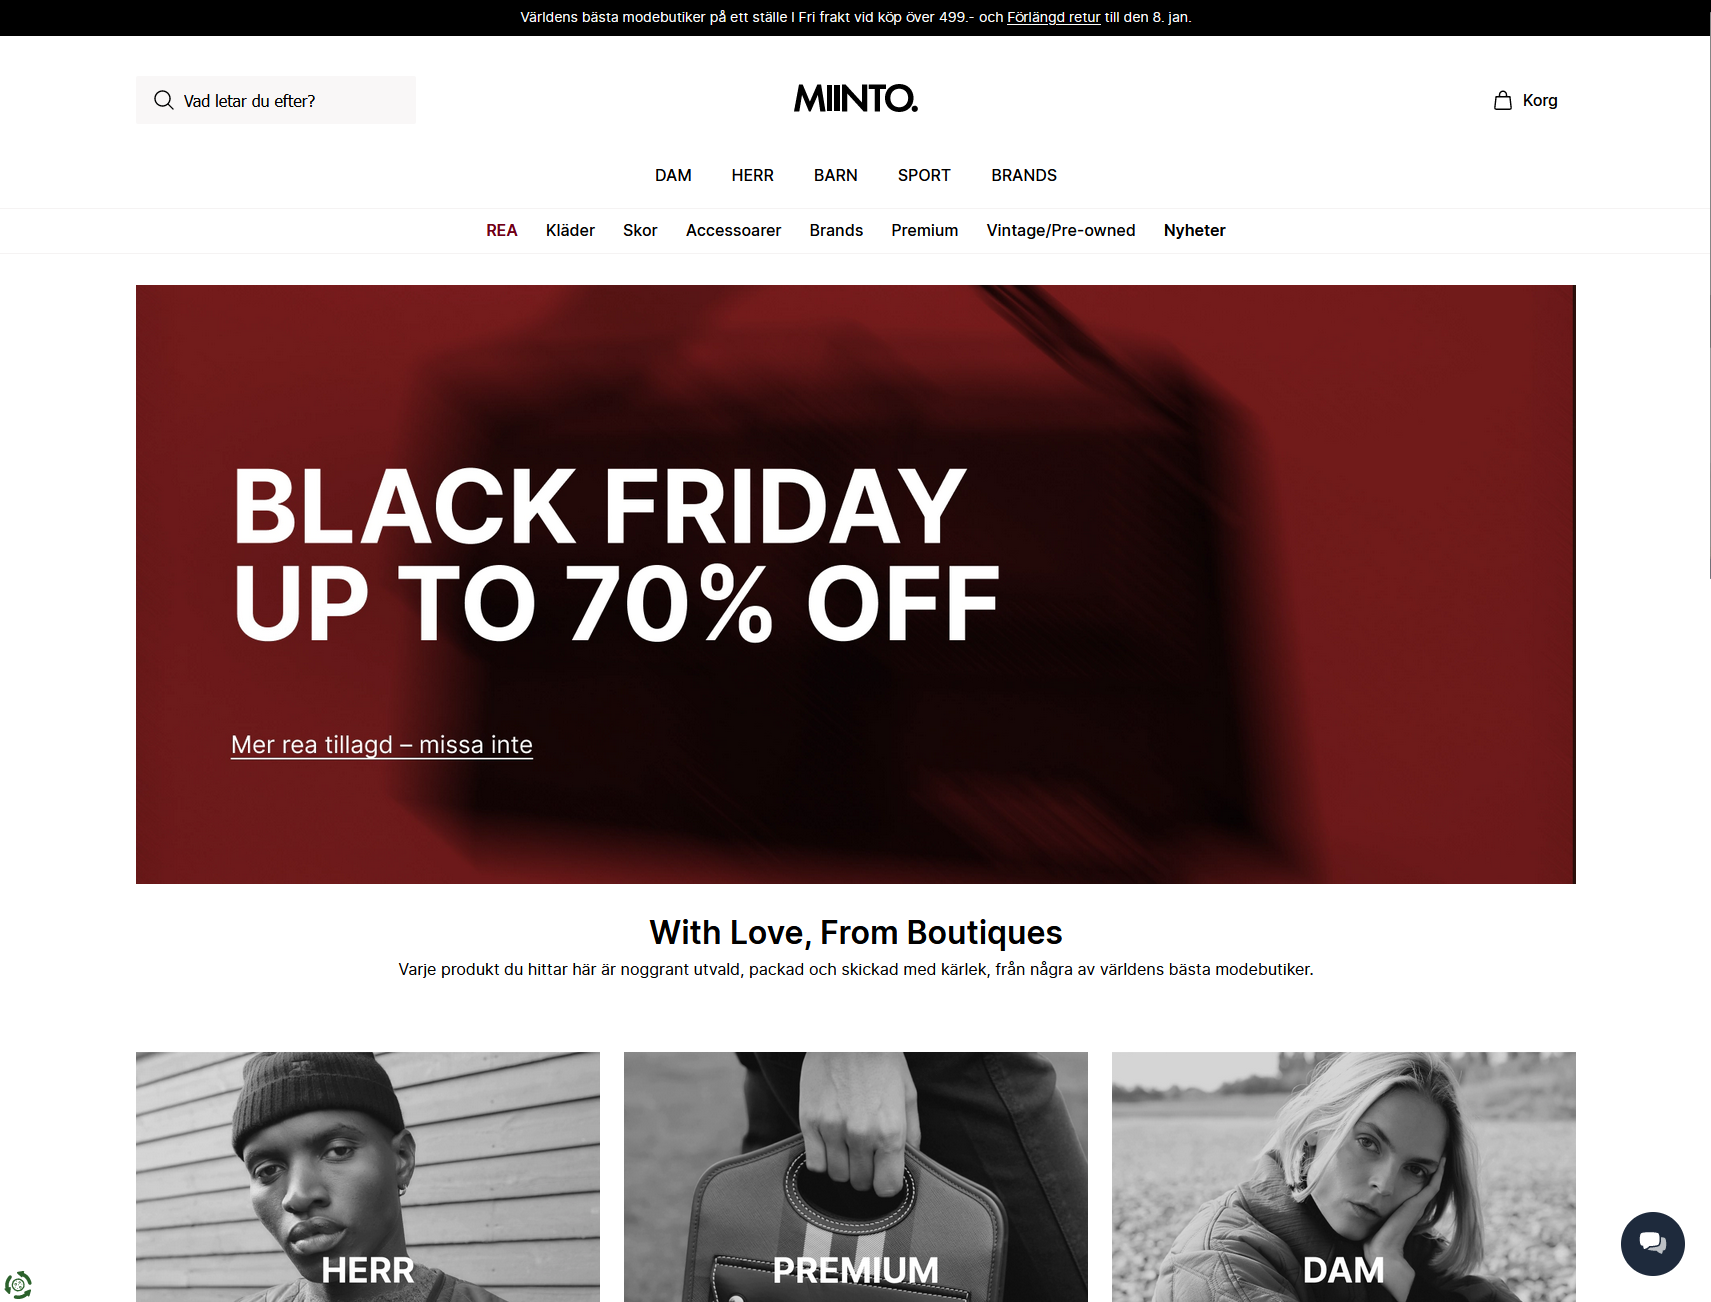 Världens bästa modebutiker på ett ställe I Fri frakt vid köp över 499.- och Förlängd retur till den 8. jan.
Vad letar du efter?
MIINTO.
Korg
DAM HERR BARN SPORT BRANDS
REA Kläder Skor Accessoarer Brands Premium Vintage/Pre-owned Nyheter
BLACK FRIDAY
UP TO 70% OFF
Mer rea tillagd – missa inte
With Love, From Boutiques
Varje produkt du hittar här är noggrant utvald, packad och skickad med kärlek, från några av världens bästa modebutiker.
HERR
PREMIUM
DAM